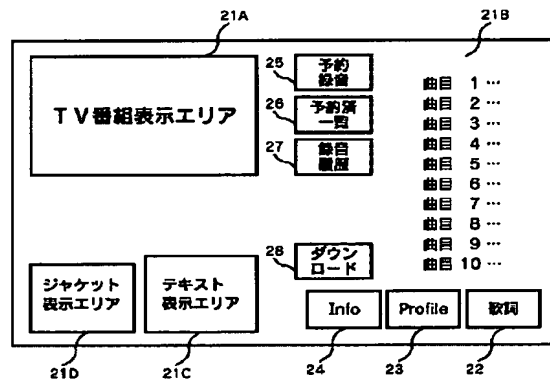 21A
21B
TV番組表示エリア
25
予約
録音
26
予約済
一覧
27
録音
履歴
曲目 1 …
曲目 2 …
曲目 3 …
曲目 4 …
曲目 5 …
曲目 6 …
曲目 7 …
曲目 8 …
曲目 9 …
曲目 10 …
28
ダウン
ロード
ジャケット
表示エリア
テキスト
表示エリア
Info
Profile
歌詞
21D
21C
24
23
22